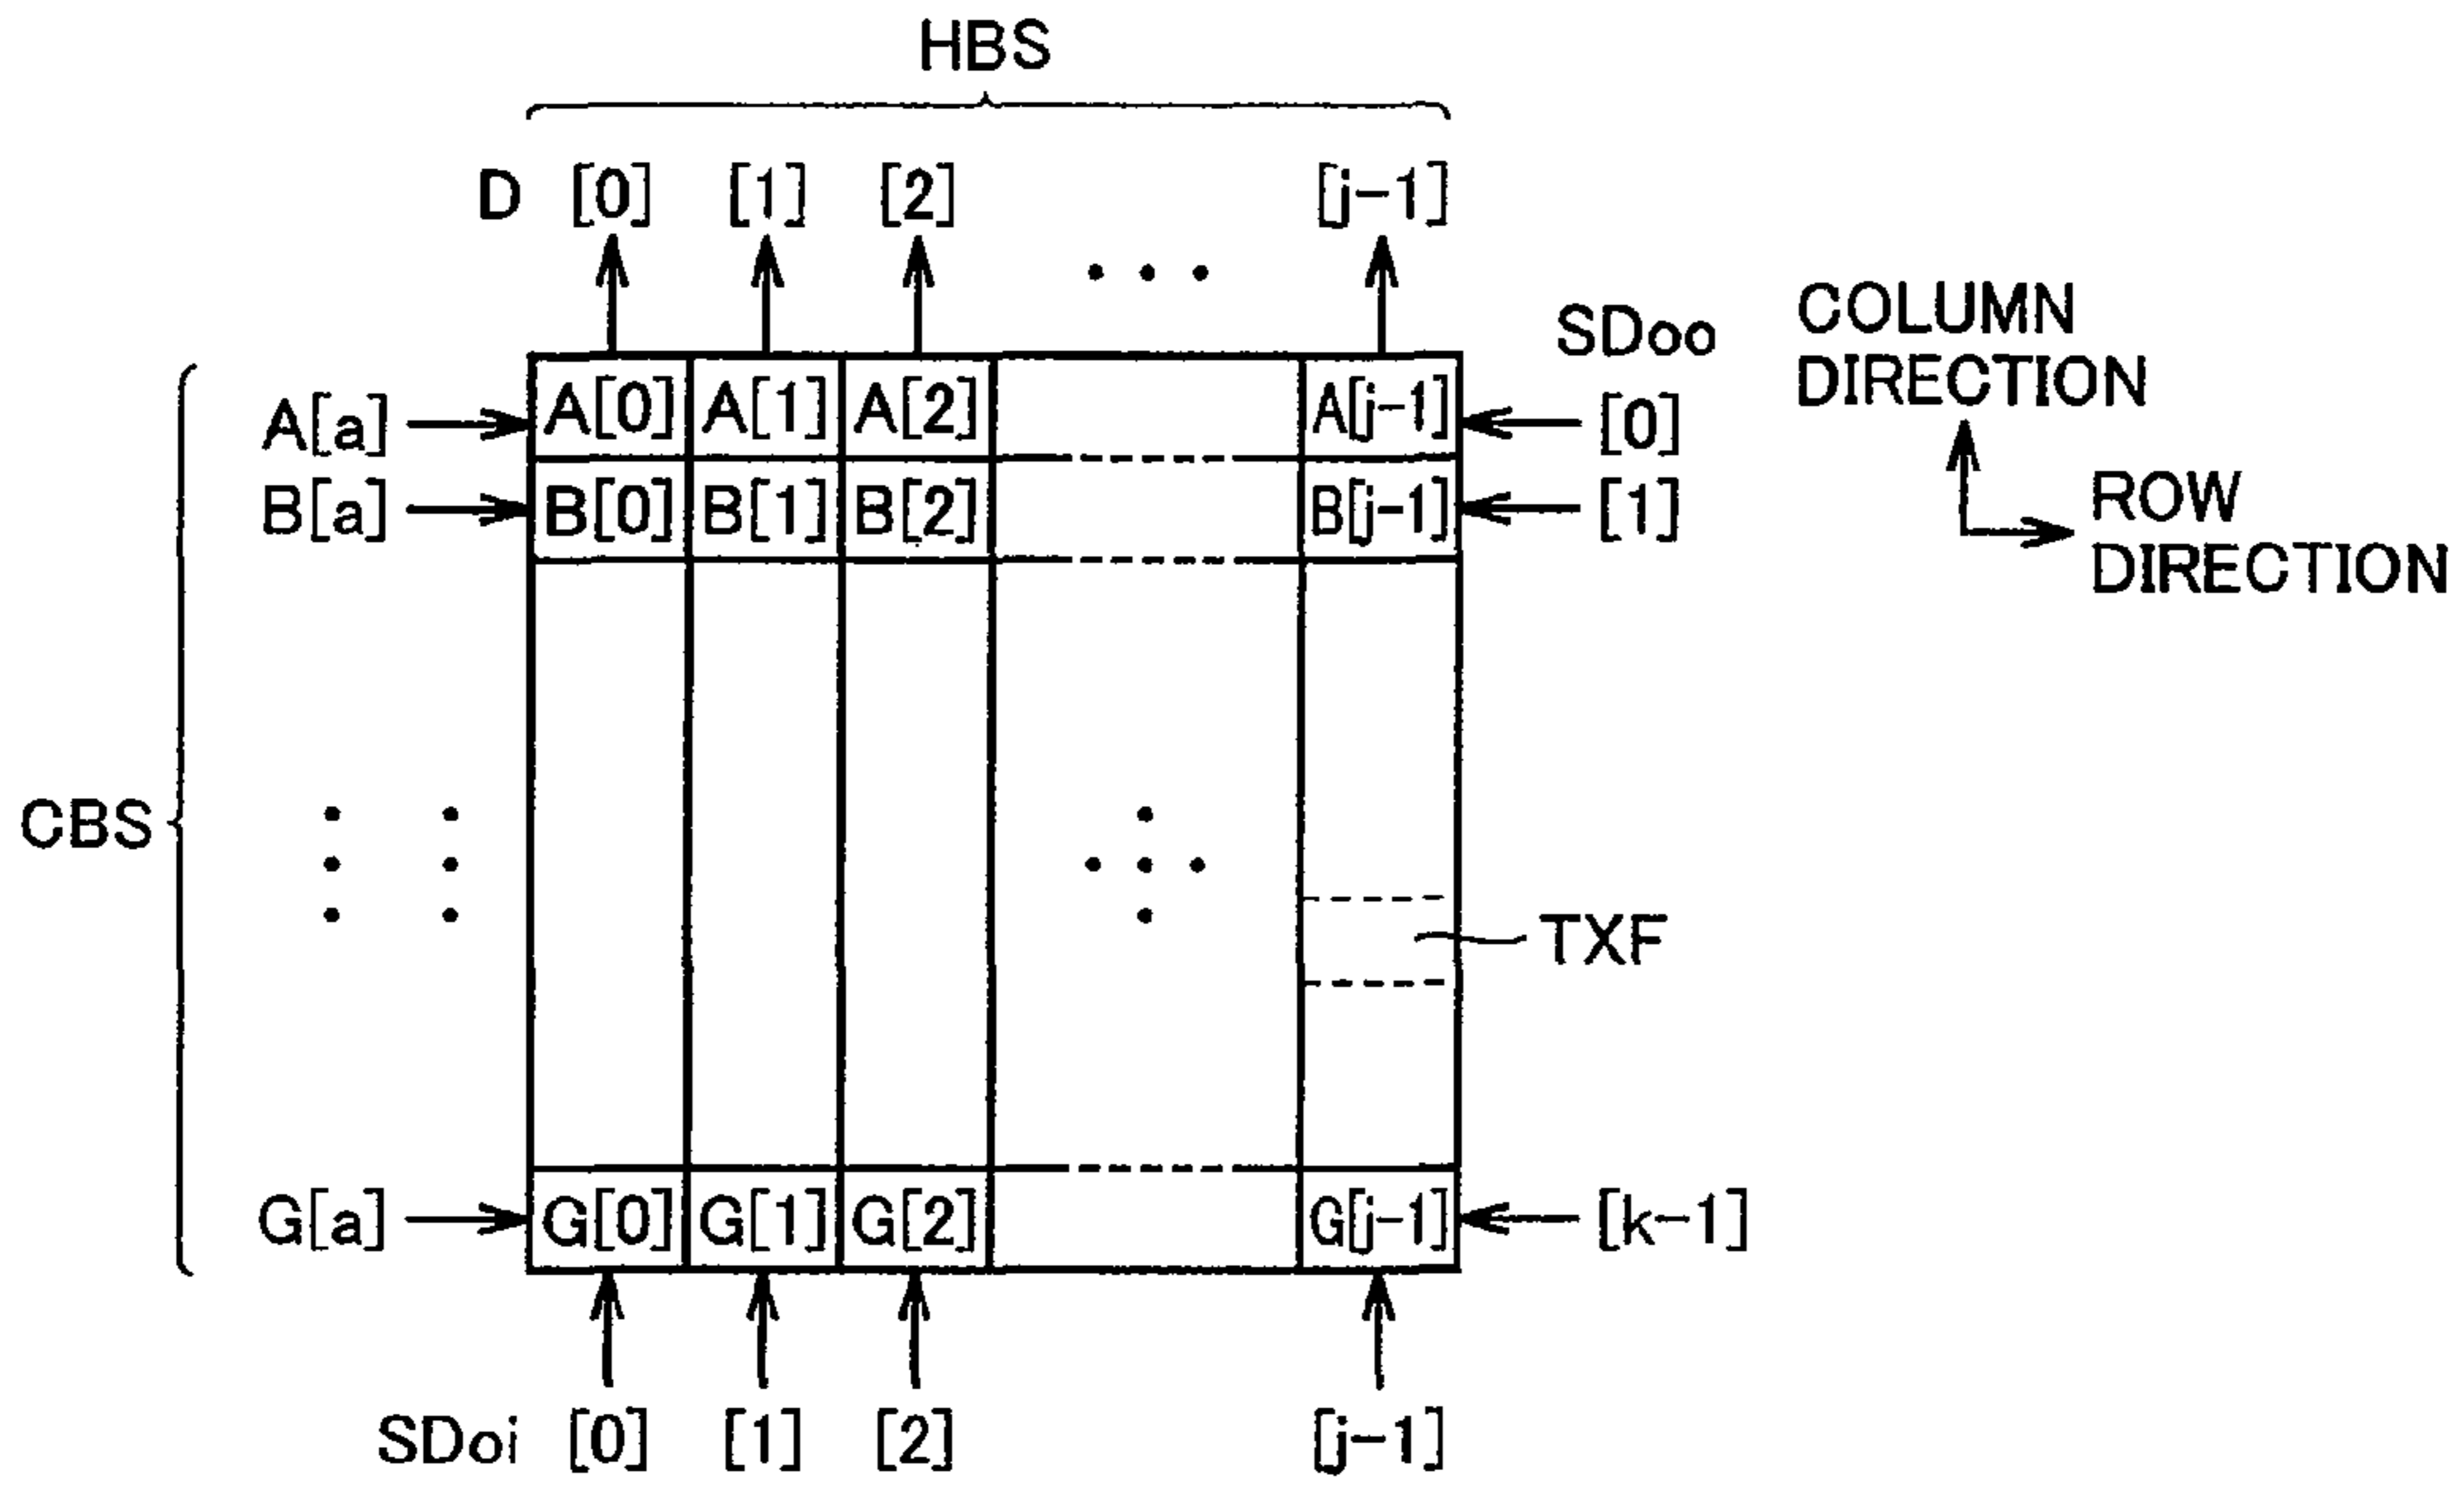 HBS
D [0] [1] [2] [j-1]
SDoo
COLUMN
DIRECTION
A[a] A[0] A[1] A[2] A[j-1] [0]
B[a] B[0] B[1] B[2] B[j-1] [1]
ROW
DIRECTION
CBS
TXF
G[a] G[0] G[1] G[2] G[j-1] [k-1]
SDoi [0] [1] [2] [j-1]